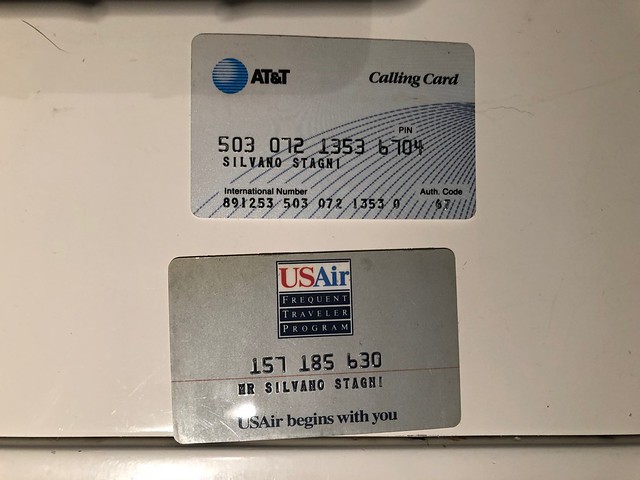 AT&T Calling Card
PIN
503 072 1353 6704
SILVANO STAGNI
International Number Auth. Code
891253 503 072 1353 0 87
USAir
FREQUENT
TRAVELER
PROGRAM
157 185 630
MR SILVANO STAGNI
USAir begins with you